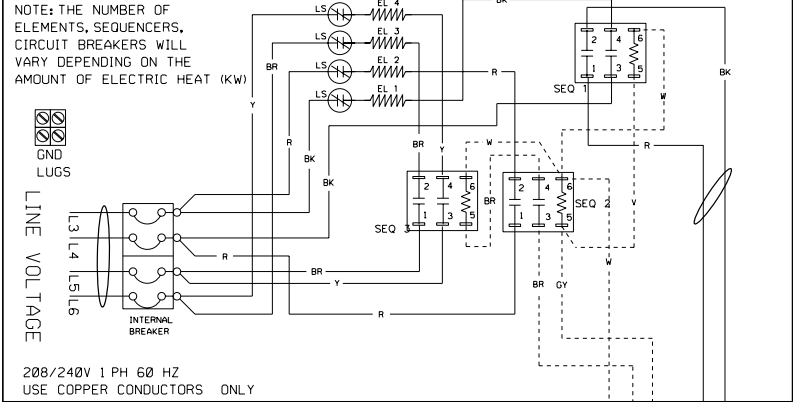 NOTE: THE NUMBER OF
ELEMENTS, SEQUENCERS,
CIRCUIT BREAKERS WILL
VARY DEPENDING ON THE
AMOUNT OF ELECTRIC HEAT (KW)
LS EL 4
LS EL 3
LS EL 2
LS EL 1
BK
BR
Y
R
BK
BK
R
BR
Y
W
BR
2 4 6
1 3 5
SEQ 1
W
R
BK
V
W
GND
LUGS
2 4 6
1 3 5
SEQ 3
2 4 6
1 3 5
SEQ 2
LINE VOLTAGE
L3
L4
L5
L6
R
BR
Y
R
BR
GY
INTERNAL
BREAKER
208/240V 1 PH 60 HZ
USE COPPER CONDUCTORS ONLY